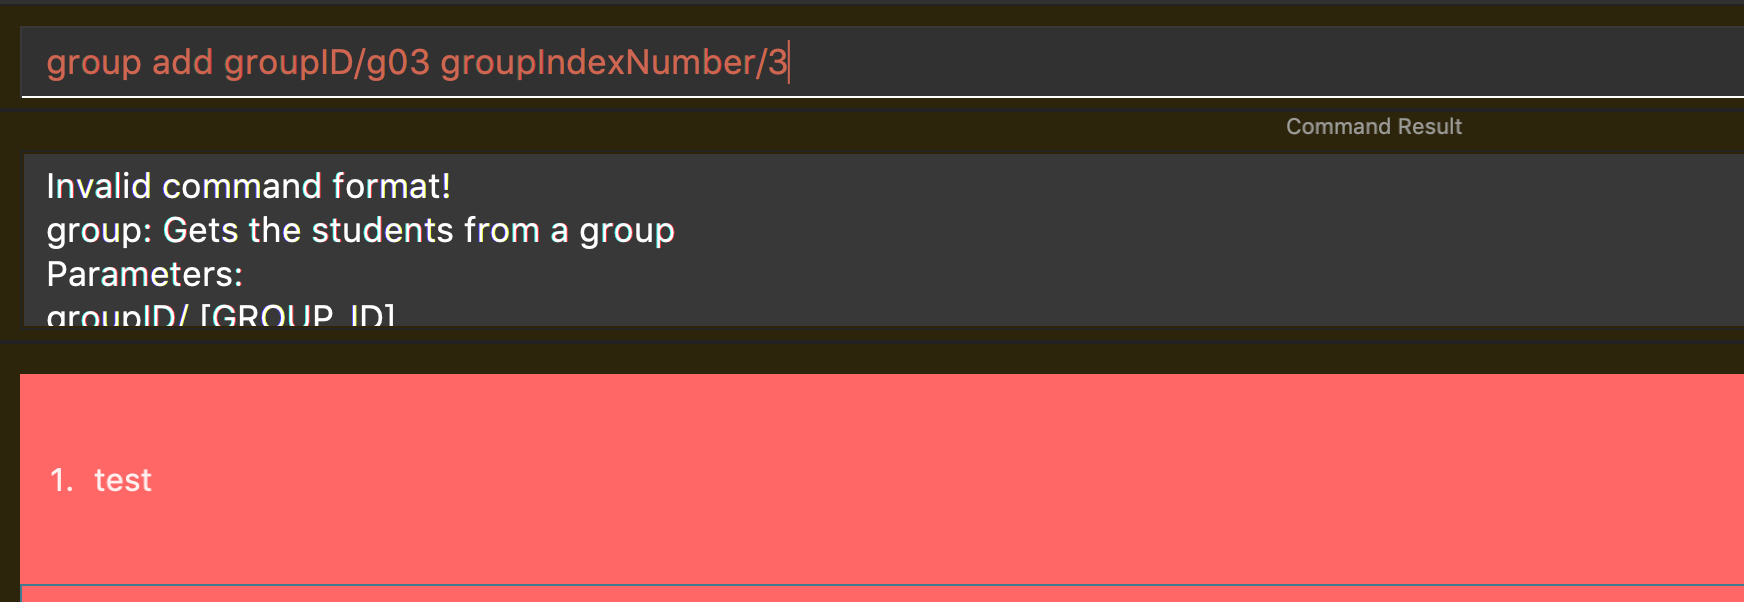 group add groupID/g03 groupIndexNumber/3
Command Result
Invalid command format!
group: Gets the students from a group
Parameters:
groupID/ [GROUP_ID]
1. test